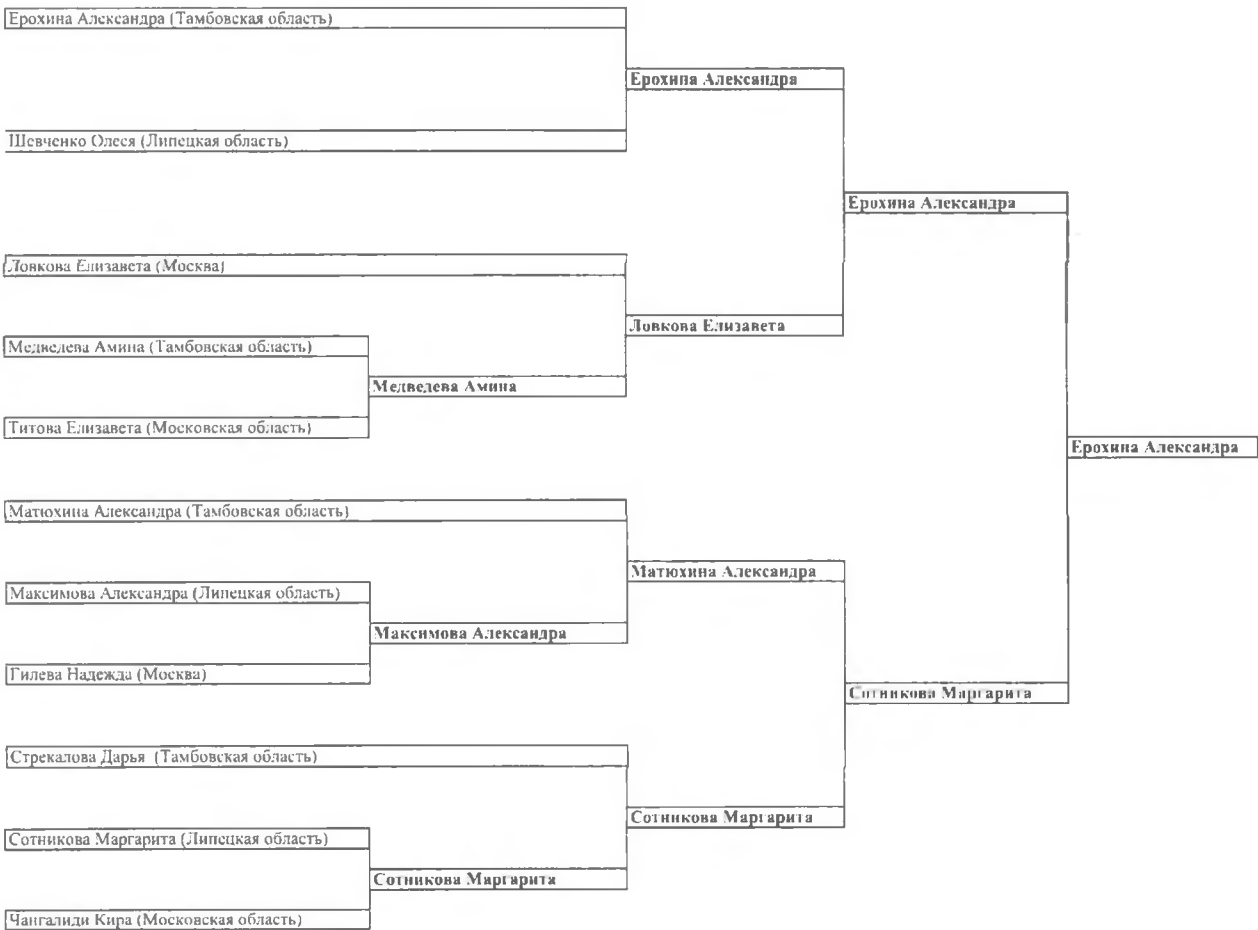 Ерохина Александра (Тамбовская область)
Ерохина Александра
Шевченко Олеся (Липецкая область)
Ерохина Александра
Ловкова Елизавета (Москва)
Ловкова Елизавета
Медведева Амина (Тамбовская область)
Медведева Амина
Титова Елизавета (Московская область)
Ерохина Александра
Матюхина Александра (Тамбовская область)
Матюхина Александра
Максимова Александра (Липецкая область)
Максимова Александра
Гилева Надежда (Москва)
Сотникова Маргарита
Стрекалова Дарья (Тамбовская область)
Сотникова Маргарита
Сотникова Маргарита (Липецкая область)
Сотникова Маргарита
Чангалиди Кира (Московская область)